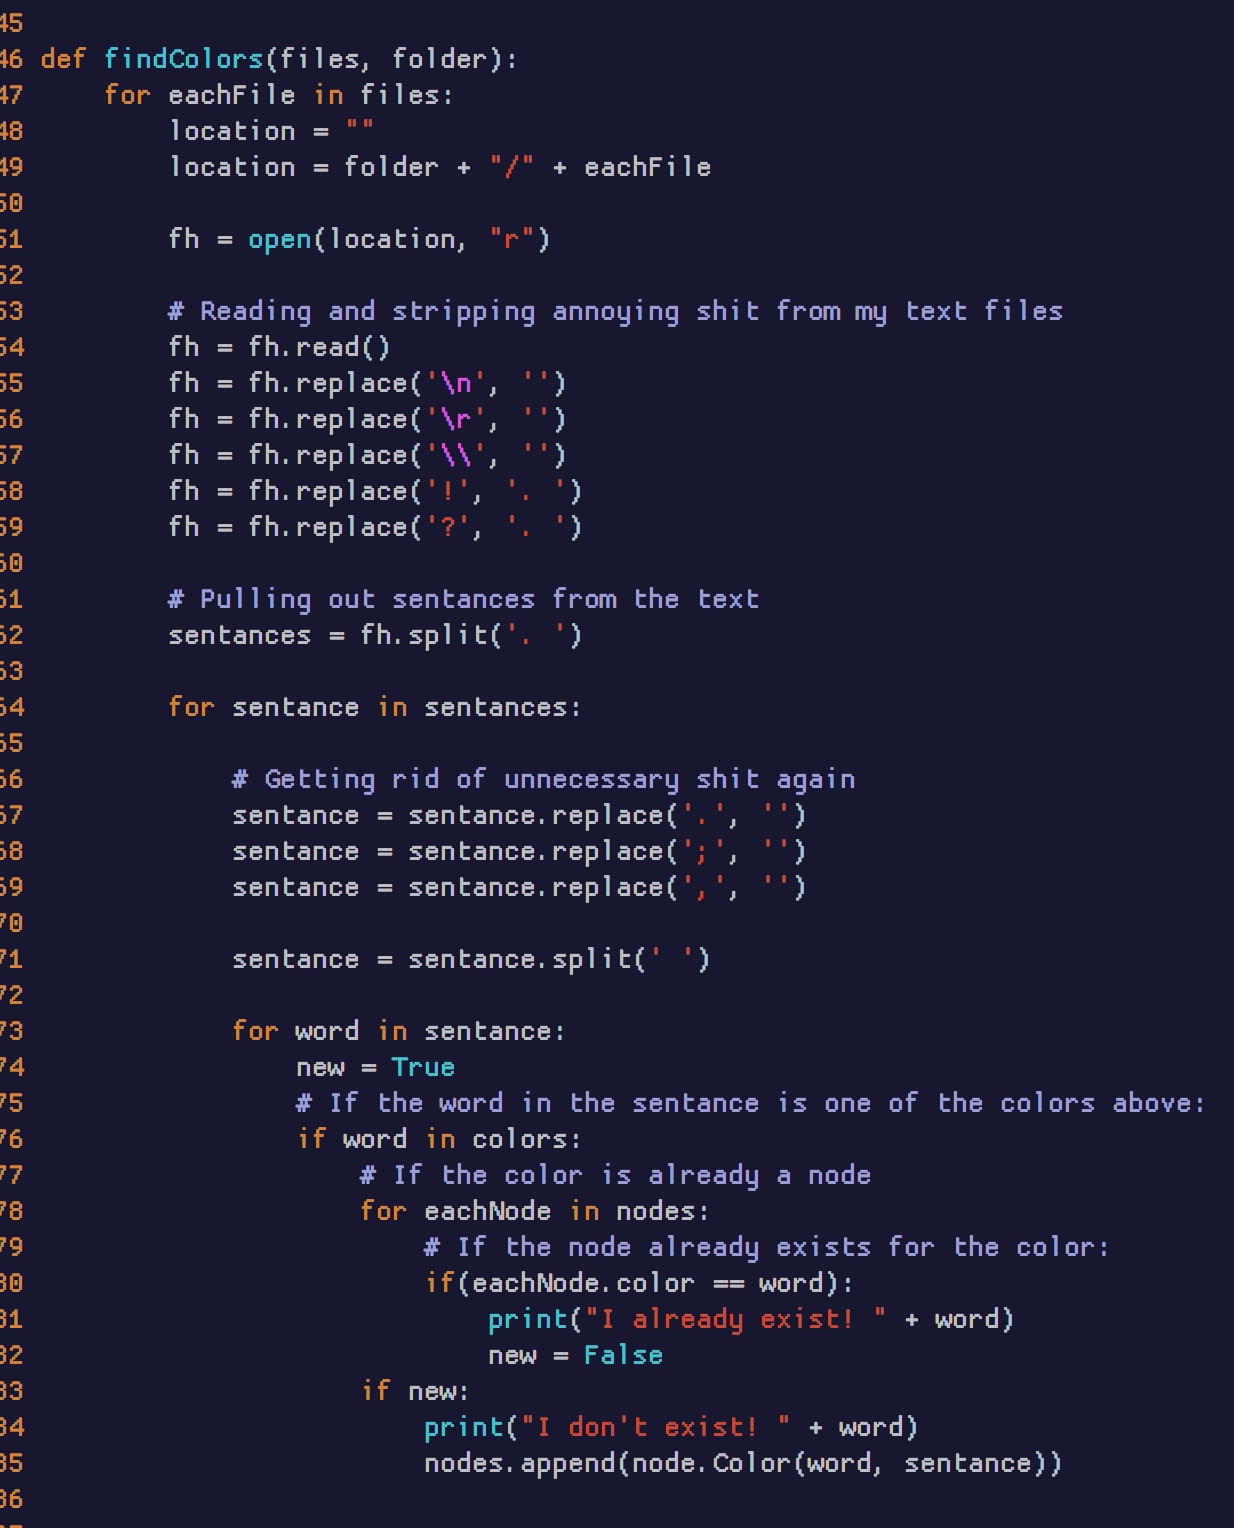 45
46 def findColors(files, folder):
47     for eachFile in files:
48         location = ""
49         location = folder + "/" + eachFile
50
51         fh = open(location, "r")
52
53         # Reading and stripping annoying shit from my text files
54         fh = fh.read()
55         fh = fh.replace('\n', '')
56         fh = fh.replace('\r', '')
57         fh = fh.replace('\\', '')
58         fh = fh.replace('!', '. ')
59         fh = fh.replace('?', '. ')
60
61         # Pulling out sentances from the text
62         sentances = fh.split('. ')
63
64         for sentance in sentances:
65
66             # Getting rid of unnecessary shit again
67             sentance = sentance.replace('.', '')
68             sentance = sentance.replace(';', '')
69             sentance = sentance.replace(',', '')
70
71             sentance = sentance.split(' ')
72
73             for word in sentance:
74                 new = True
75                 # If the word in the sentance is one of the colors above:
76                 if word in colors:
77                     # If the color is already a node
78                     for eachNode in nodes:
79                         # If the node already exists for the color:
80                         if(eachNode.color == word):
81                             print("I already exist! " + word)
82                             new = False
83                     if new:
84                         print("I don't exist! " + word)
85                         nodes.append(node.Color(word, sentance))
86